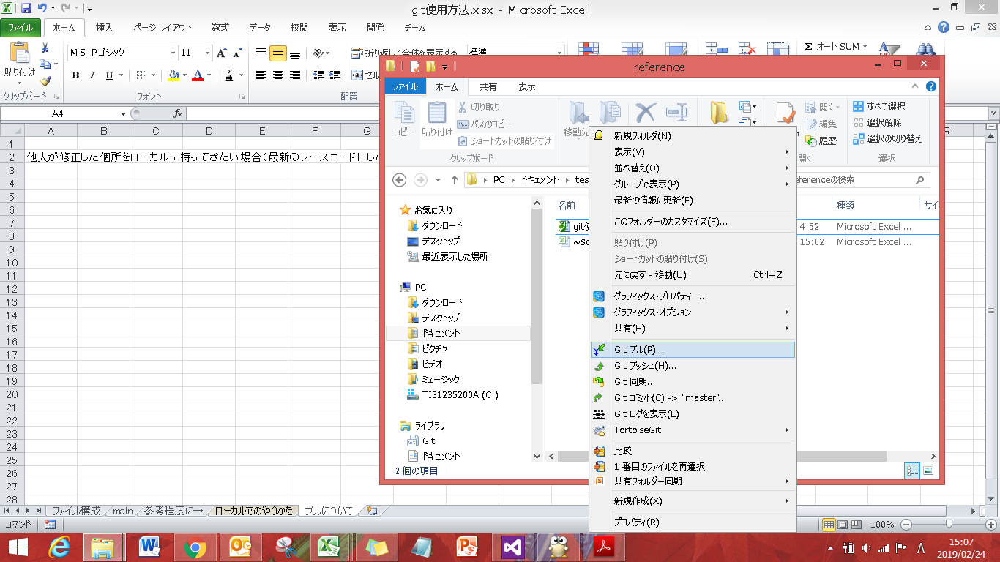 git使用方法.xlsx - Microsoft Excel
ファイル ホーム 挿入 ページ レイアウト 数式 データ 校閲 表示 開発 チーム
貼り付け
MS Pゴシック 11
折り返して全体を表示する 標準
Σ オート SUM
B I U A
セル
クリップボード フォント 配置
A4 fx
A B C D E F G R
1
2 他人が修正した個所をローカルに持ってきたい場合(最新のソースコードにした
3
4
5
6
7
8
9
10
11
12
13
14
15
16
17
18
19
20
21
22
23
24
25
26
27
28
reference
ファイル ホーム 共有 表示
コピー 貼り付け
切り取り
パスのコピー
ショートカットの貼り付け
クリップボード
移動先
開く
編集
履歴
開く
すべて選択
選択解除
選択の切り替え
選択
PC ドキュメント tes
referenceの検索
名前 種類 サイ
git使 4:52 Microsoft Excel ...
~$g 15:02 Microsoft Excel ...
お気に入り
ダウンロード
デスクトップ
最近表示した場所
PC
ダウンロード
デスクトップ
ドキュメント
ピクチャ
ビデオ
ミュージック
TI31235200A (C:)
ライブラリ
Git
ドキュメント
2 個の項目
新規フォルダ(N)
表示(V)
並べ替え(O)
グループで表示(P)
最新の情報に更新(E)
このフォルダーのカスタマイズ(F)...
貼り付け(P)
ショートカットの貼り付け(S)
元に戻す - 移動(U) Ctrl+Z
グラフィックス・プロパティー...
グラフィックス・オプション
共有(H)
Git プル(P)...
Git プッシュ(H)...
Git 同期...
Git コミット(C) -> "master"...
Git ログを表示(L)
TortoiseGit
比較
1 番目のファイルを再選択
共有フォルダー同期
新規作成(X)
プロパティ(R)
ファイル構成 main 参考程度に→ ローカルでのやりかた プルについて
コマンド 100%
A 15:07
2019/02/24